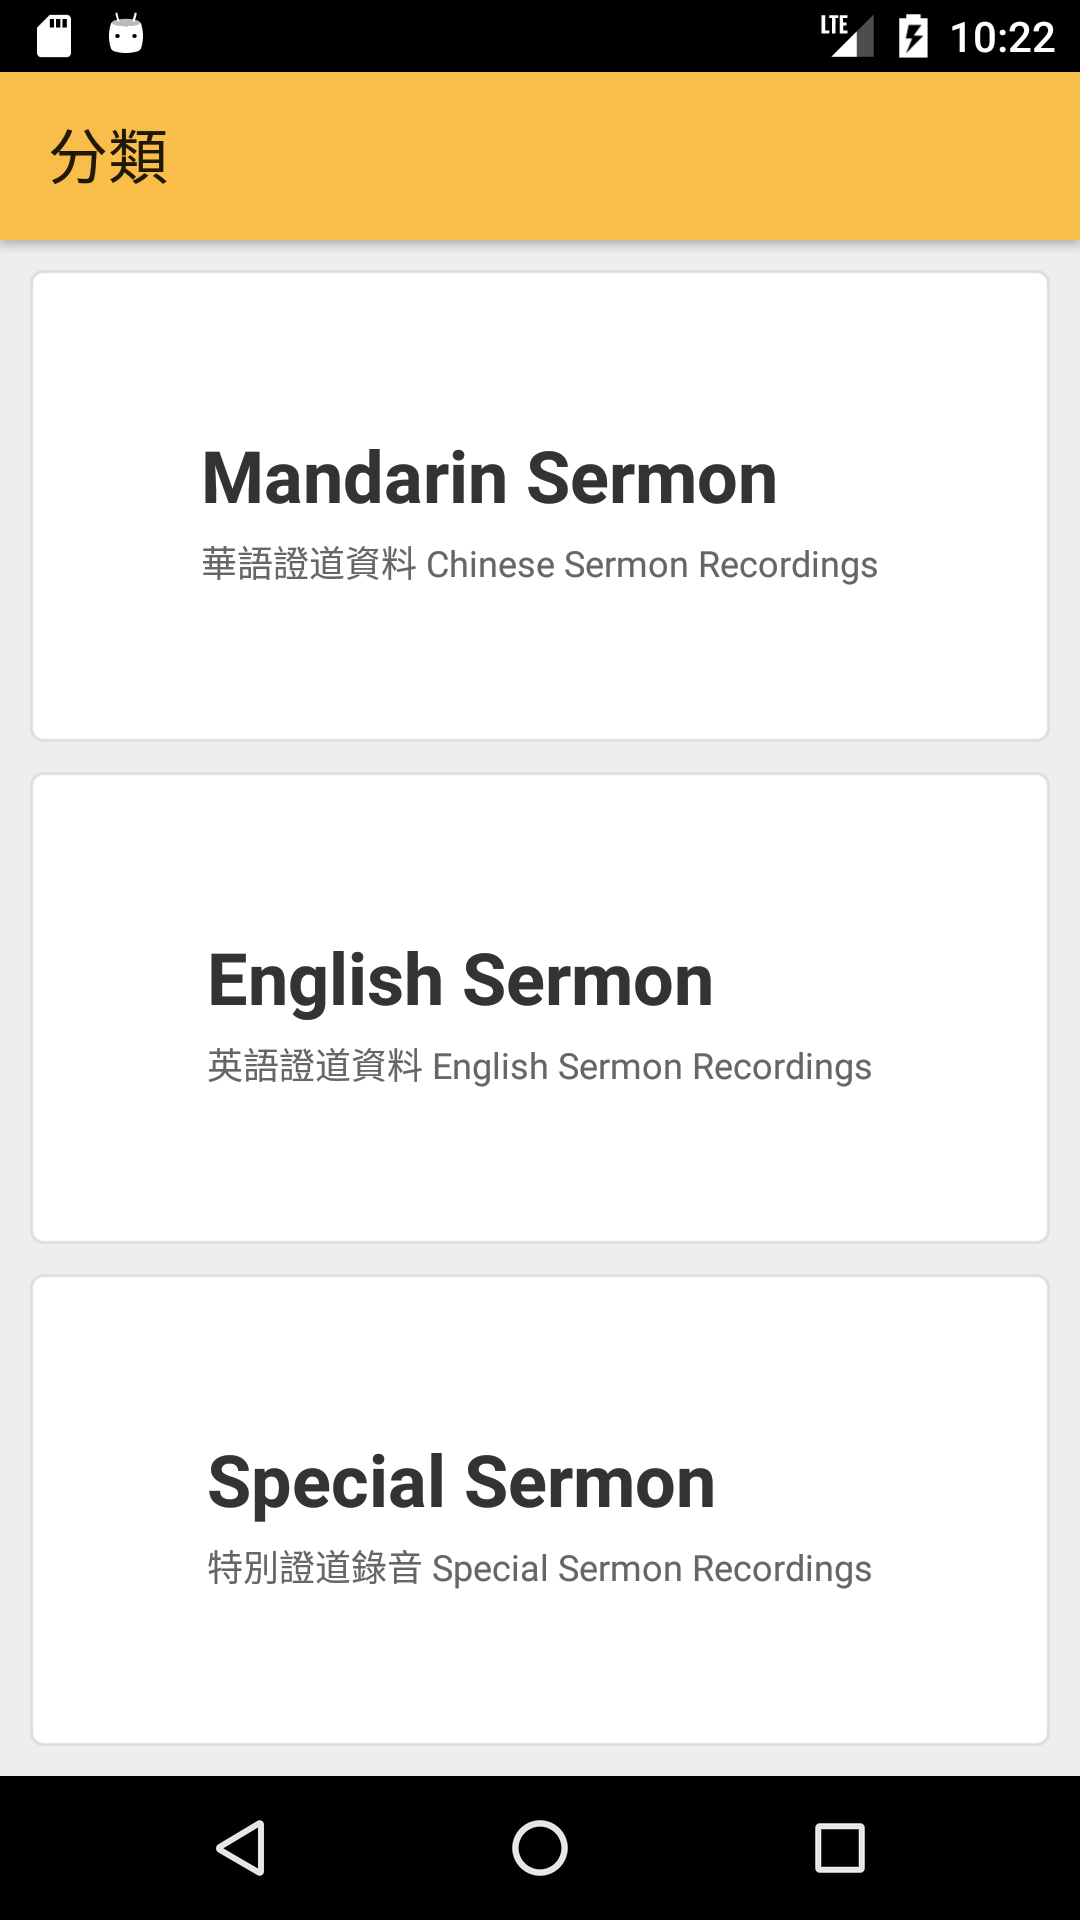 LTE 10:22
分類
Mandarin Sermon
華語證道資料 Chinese Sermon Recordings
English Sermon
英語證道資料 English Sermon Recordings
Special Sermon
特別證道錄音 Special Sermon Recordings